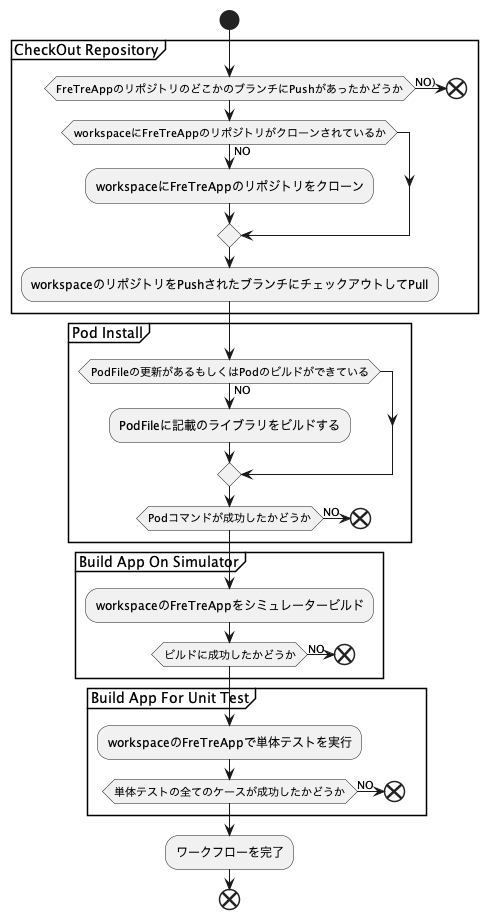 CheckOut Repository
FreTreAppのリポジトリのどこかのブランチにPushがあったかどうか
NO)
workspaceにFreTreAppのリポジトリがクローンされているか
NO
workspaceにFreTreAppのリポジトリをクローン
workspaceのリポジトリをPushされたブランチにチェックアウトしてPull
Pod Install
PodFileの更新があるもしくはPodのビルドができている
NO
PodFileに記載のライブラリをビルドする
Podコマンドが成功したかどうか
NO
Build App On Simulator
workspaceのFreTreAppをシミュレータービルド
ビルドに成功したかどうか
NO
Build App For Unit Test
workspaceのFreTreAppで単体テストを実行
単体テストの全てのケースが成功したかどうか
NO
ワークフローを完了